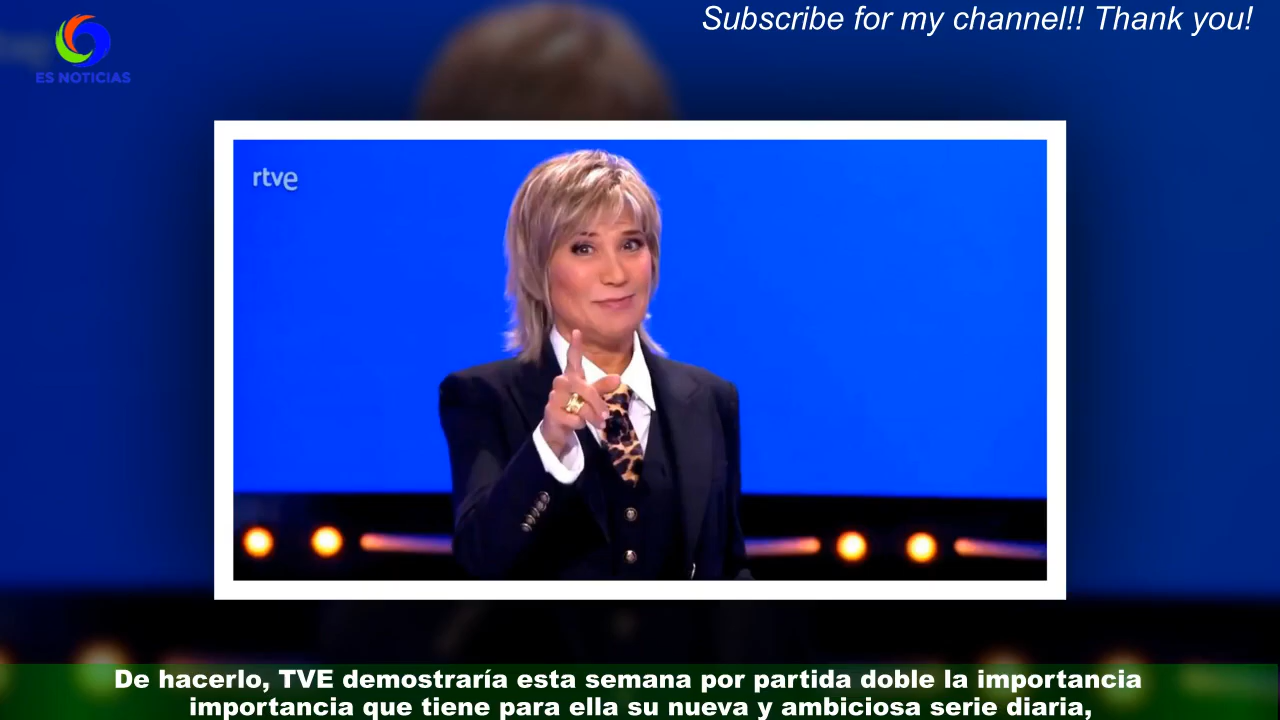 Subscribe for my channel!! Thank you!
ES NOTICIAS
rtve
De hacerlo, TVE demostraría esta semana por partida doble la importancia
importancia que tiene para ella su nueva y ambiciosa serie diaria,